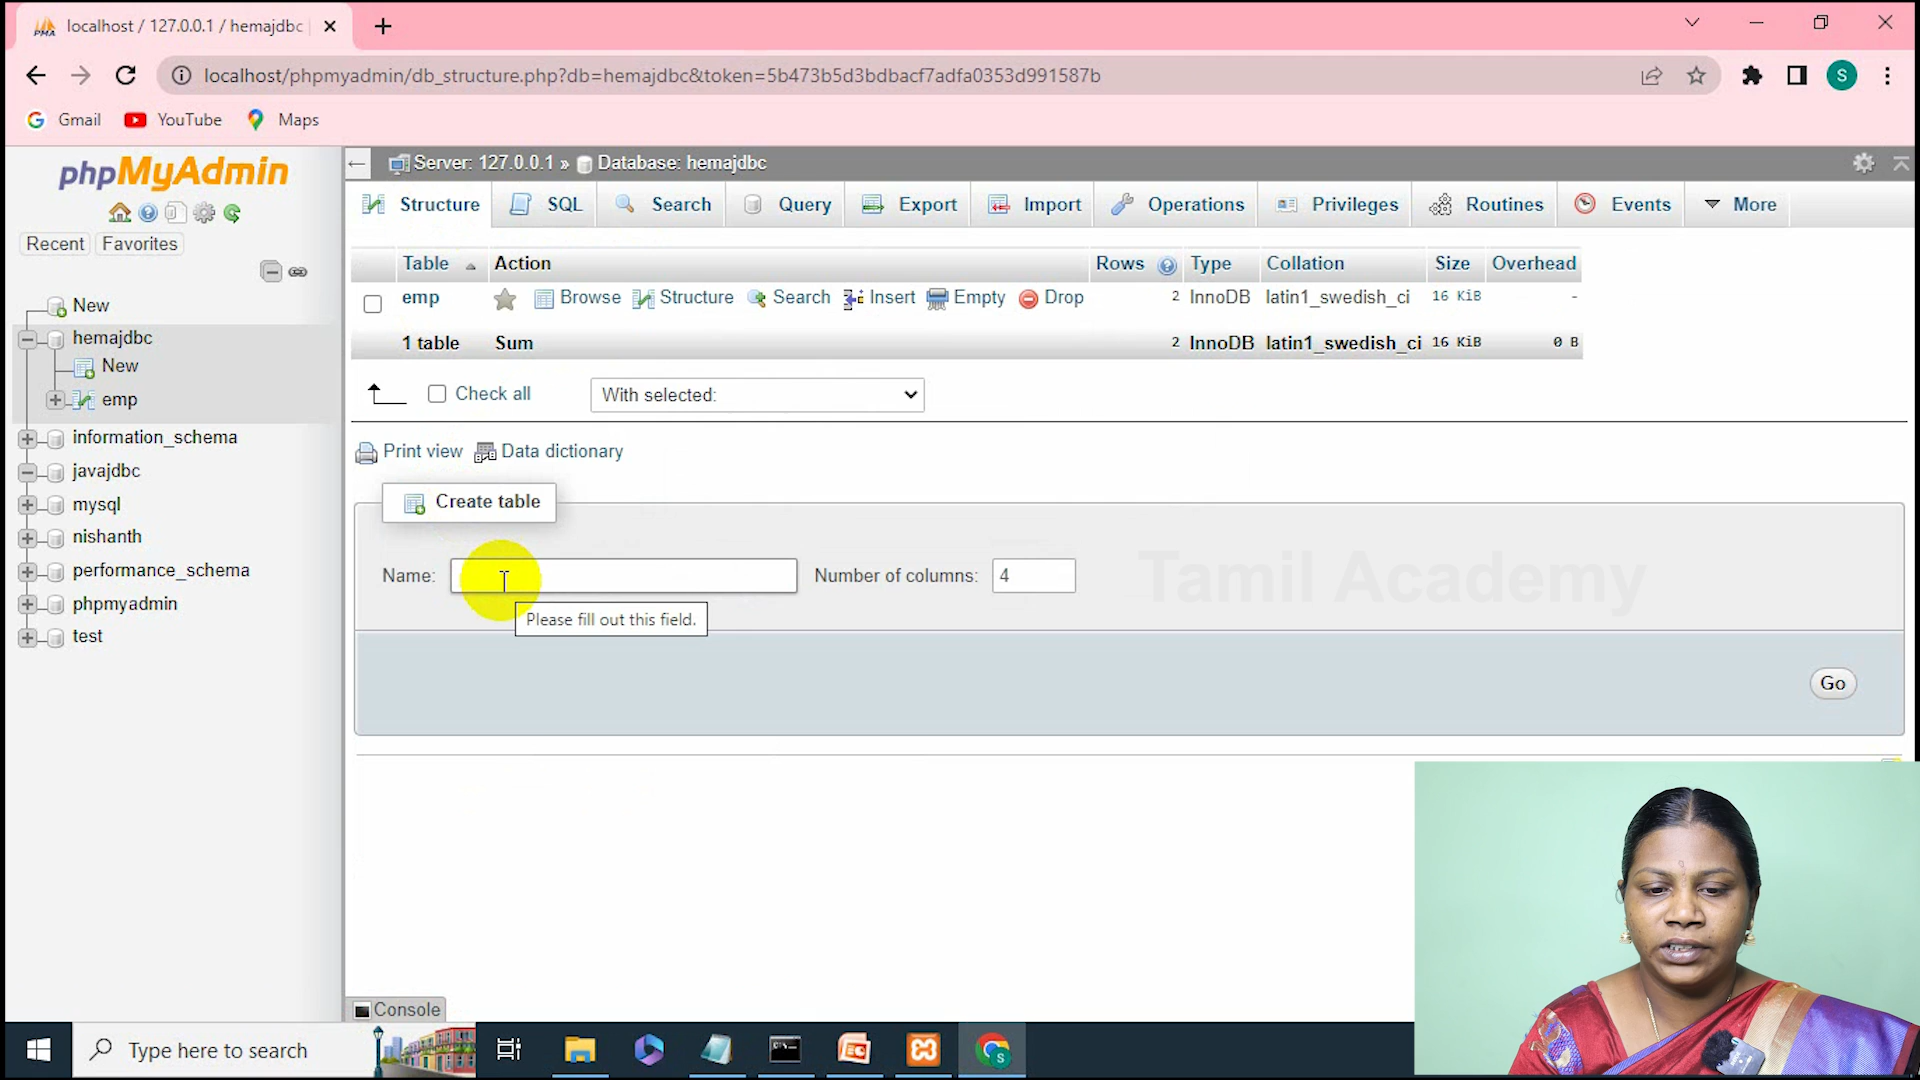 localhost / 127.0.0.1 / hemajdbc
localhost/phpmyadmin/db_structure.php?db=hemajdbc&token=5b473b5d3bdbacf7adfa0353d991587b
S
Gmail YouTube Maps
phpMyAdmin
Recent Favorites
New
hemajdbc
New
emp
information_schema
javajdbc
mysql
nishanth
performance_schema
phpmyadmin
test
Server: 127.0.0.1 » Database: hemajdbc
Structure SQL Search Query Export Import Operations Privileges Routines Events More
Table Action Rows Type Collation Size Overhead
emp Browse Structure Search Insert Empty Drop 2 InnoDB latin1_swedish_ci 16 KiB -
1 table Sum 2 InnoDB latin1_swedish_ci 16 KiB 0 B
Check all With selected:
Print view Data dictionary
Create table
Name: Number of columns: 4
Tamil Academy
Please fill out this field.
Go
Console
Type here to search